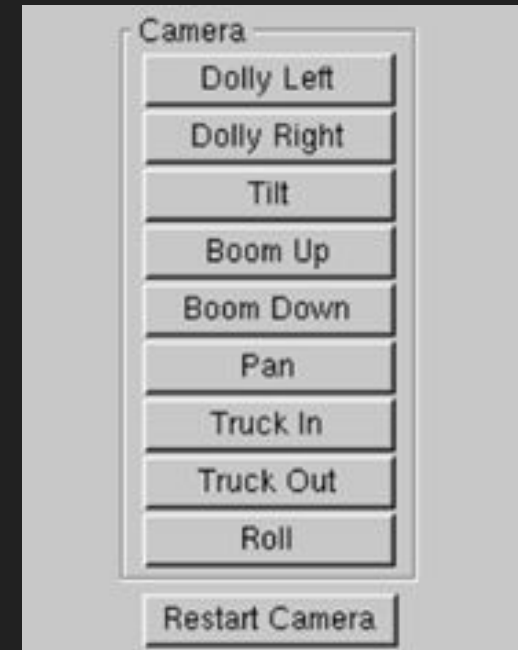 Camera
Dolly Left
Dolly Right
Tilt
Boom Up
Boom Down
Pan
Truck In
Truck Out
Roll
Restart Camera